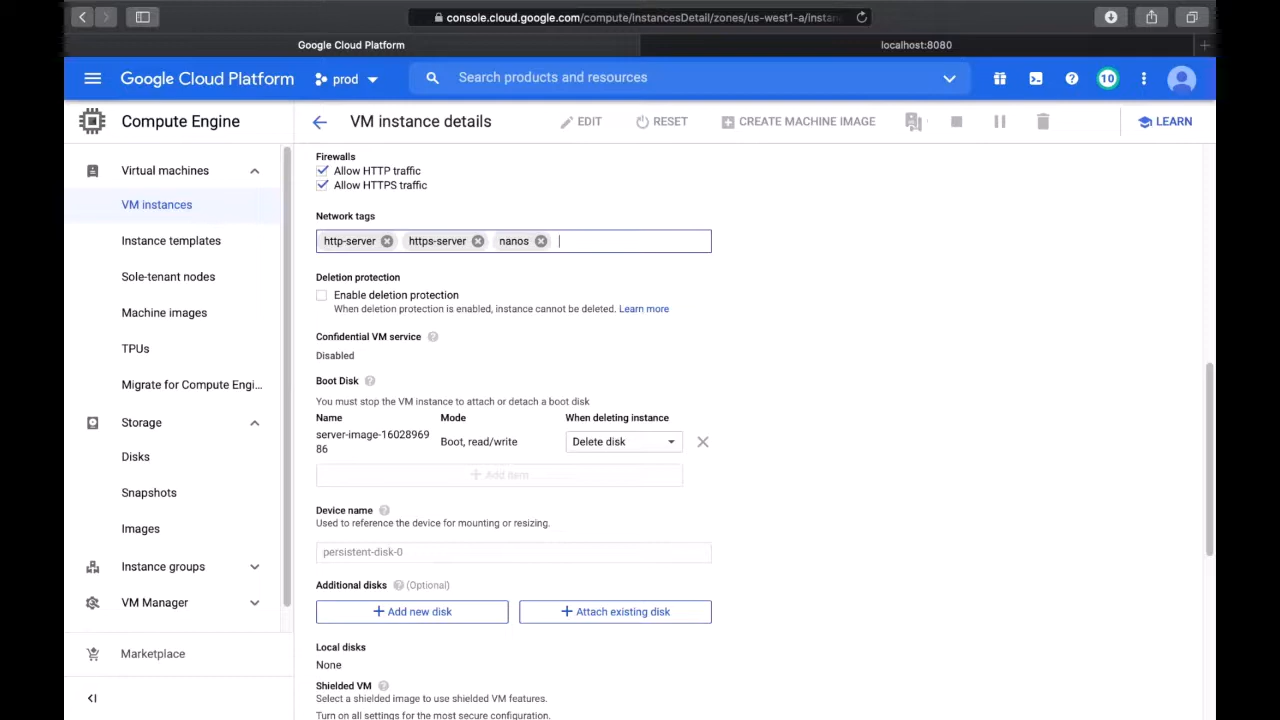 console.cloud.google.com/compute/instancesDetail/zones/us-west1-a/instan
Google Cloud Platform
localhost:8080
Google Cloud Platform
prod
Search products and resources
10
Compute Engine
VM instance details
EDIT
RESET
CREATE MACHINE IMAGE
LEARN
Virtual machines
VM instances
Instance templates
Sole-tenant nodes
Machine images
TPUs
Migrate for Compute Engi...
Storage
Disks
Snapshots
Images
Instance groups
VM Manager
Marketplace
Firewalls
Allow HTTP traffic
Allow HTTPS traffic
Network tags
http-server https-server nanos
Deletion protection
Enable deletion protection
When deletion protection is enabled, instance cannot be deleted. Learn more
Confidential VM service
Disabled
Boot Disk
You must stop the VM instance to attach or detach a boot disk
Name Mode When deleting instance
server-image-16028969
86
Boot, read/write
Delete disk
+ Add item
Device name
Used to reference the device for mounting or resizing.
persistent-disk-0
Additional disks (Optional)
+ Add new disk
+ Attach existing disk
Local disks
None
Shielded VM
Select a shielded image to use shielded VM features.
Turn on all settings for the most secure configuration.